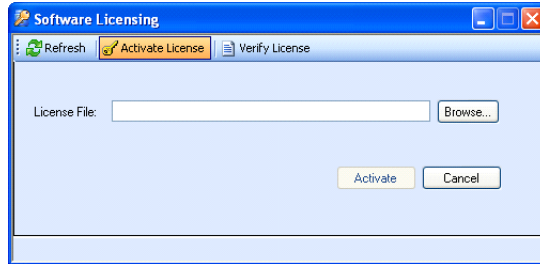 Software Licensing
Refresh Activate License Verify License
License File: Browse...
Activate Cancel